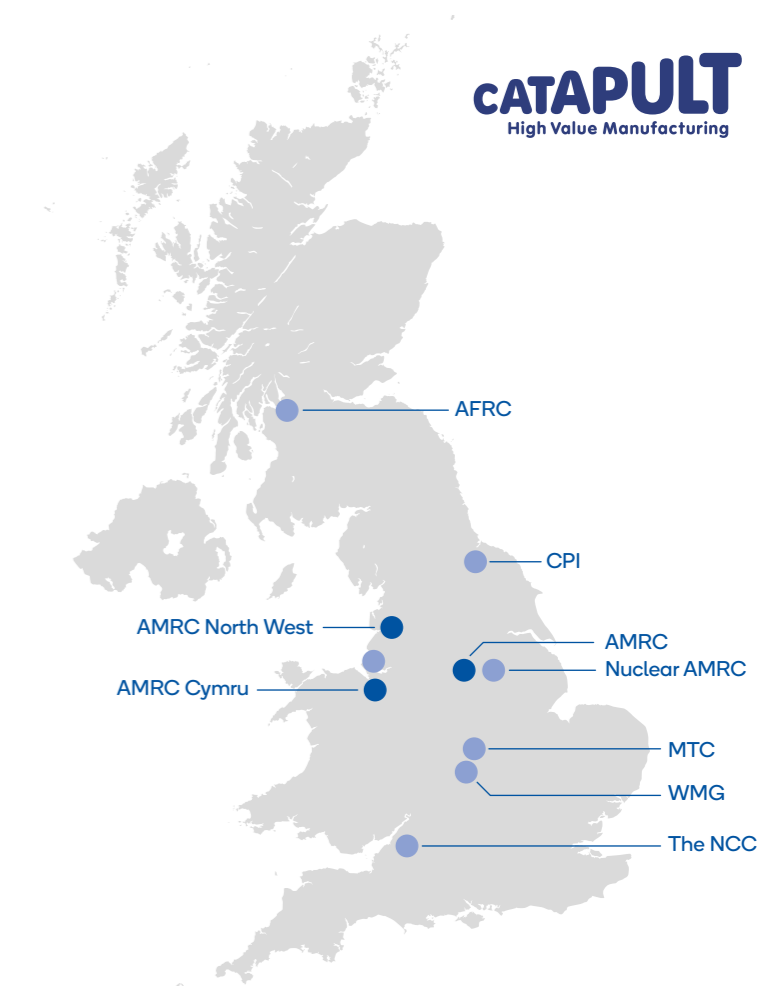 CATAPULT
High Value Manufacturing
AFRC
CPI
AMRC North West
AMRC
Nuclear AMRC
AMRC Cymru
MTC
WMG
The NCC